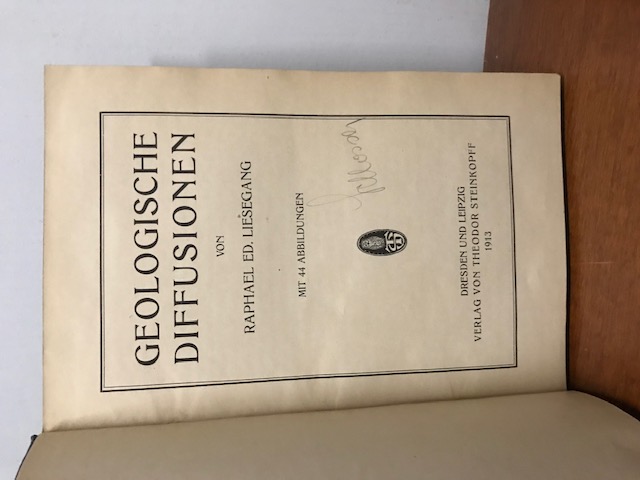 GEOLOGISCHE
DIFFUSIONEN
VON
RAPHAEL ED. LIESEGANG
MIT 44 ABBILDUNGEN
DRESDEN UND LEIPZIG
VERLAG VON THEODOR STEINKOPFF
1913